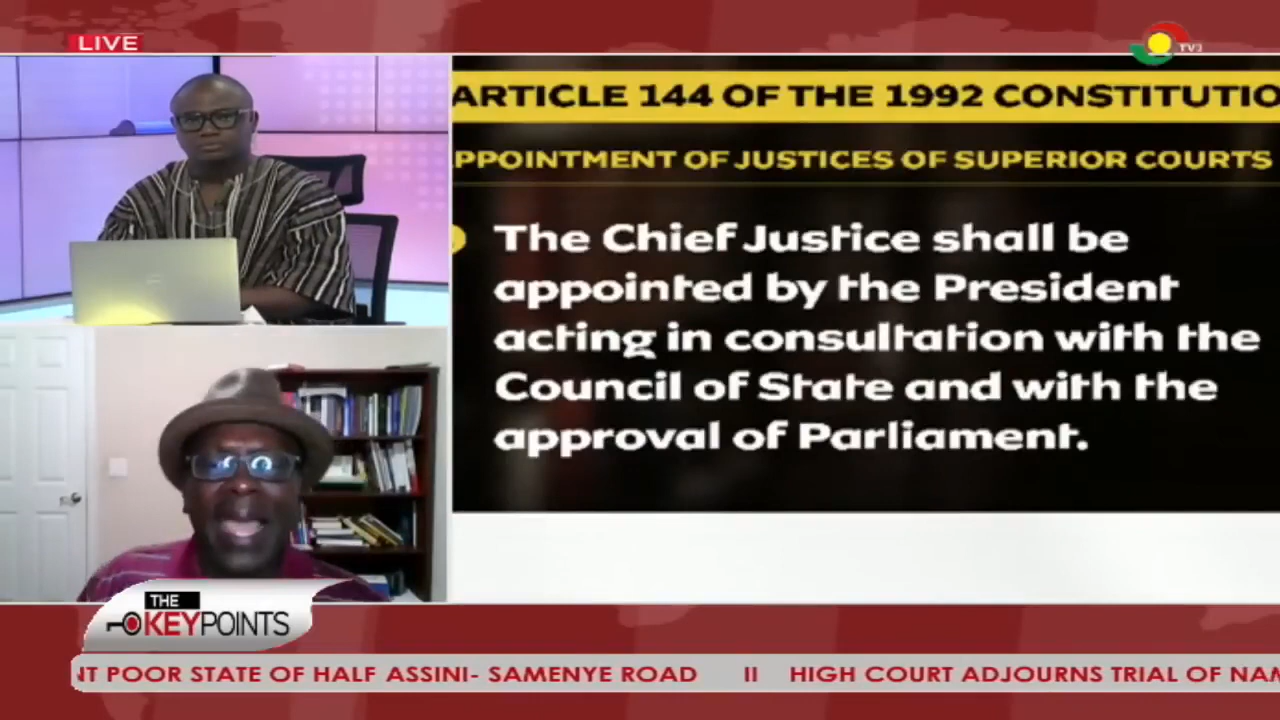 LIVE
TV3
ARTICLE 144 OF THE 1992 CONSTITUTIO
PPOINTMENT OF JUSTICES OF SUPERIOR COURTS
The Chief Justice shall be
appointed by the President
acting in consultation with the
Council of State and with the
approval of Parliament.
THE
KEYPOINTS
NT POOR STATE OF HALF ASSINI- SAMENYE ROAD II HIGH COURT ADJOURNS TRIAL OF NAM